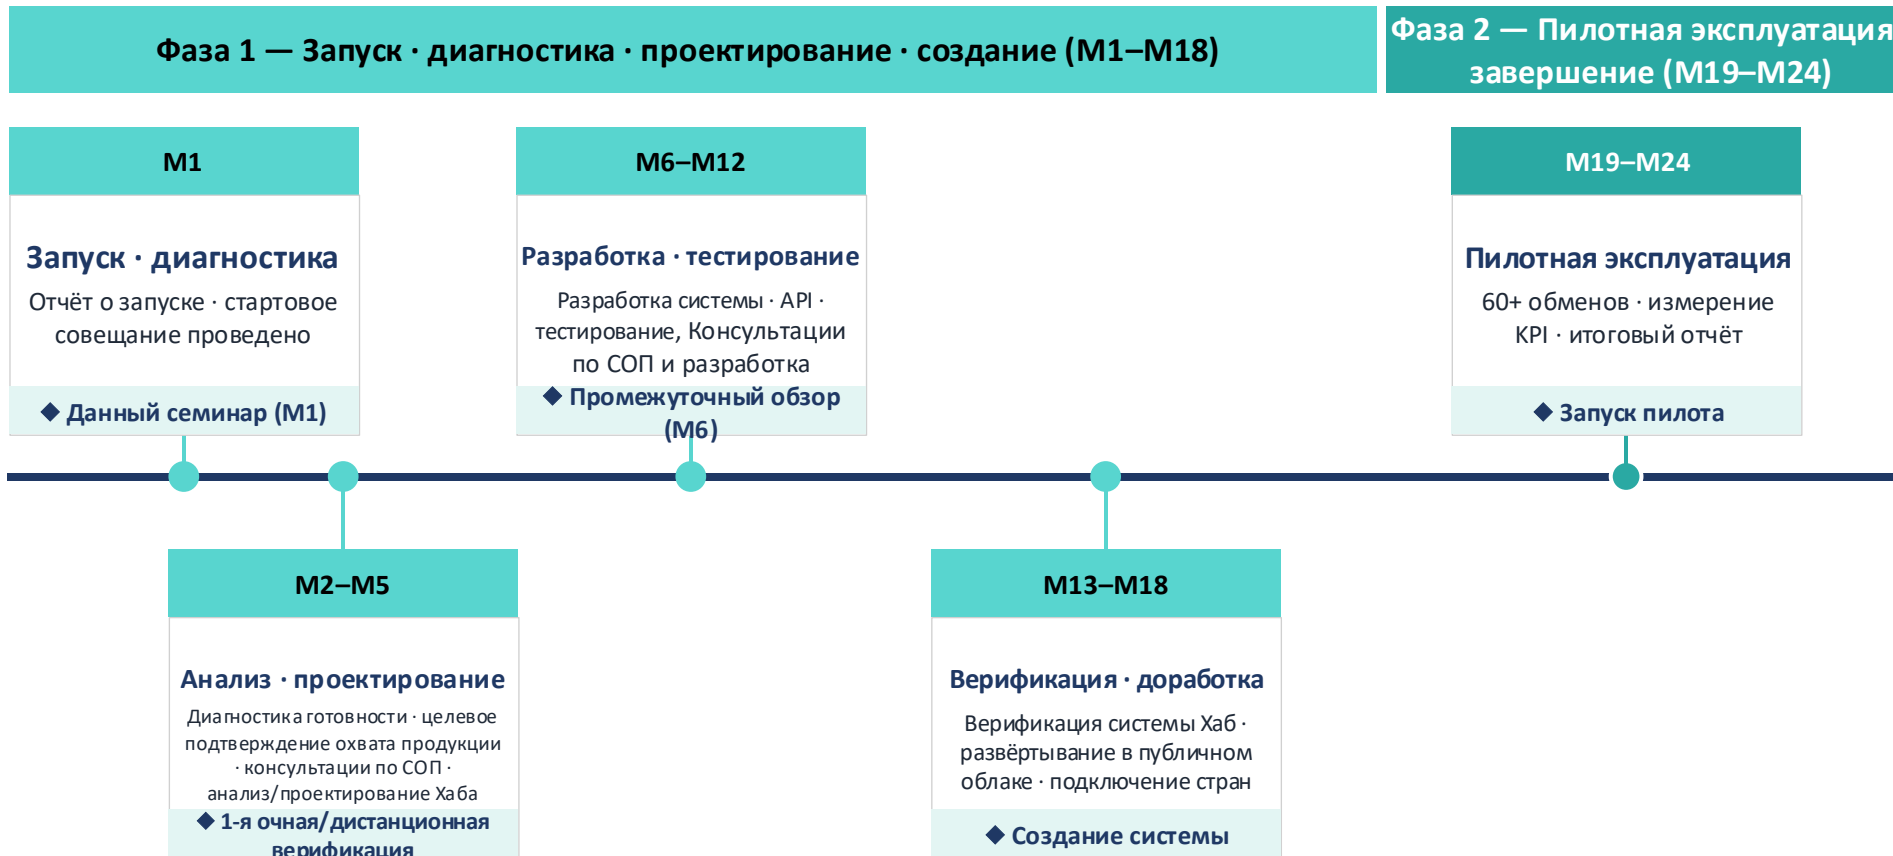 Фаза 1 — Запуск · диагностика · проектирование · создание (M1–M18)
Фаза 2 — Пилотная эксплуатация
завершение (M19–M24)
M1
Запуск · диагностика
Отчёт о запуске · стартовое
совещание проведено
◆ Данный семинар (M1)
M6–M12
Разработка · тестирование
Разработка системы · API ·
тестирование, Консультации
по СОП и разработка
◆ Промежуточный обзор
(M6)
M19–M24
Пилотная эксплуатация
60+ обменов · измерение
KPI · итоговый отчёт
◆ Запуск пилота
M2–M5
Анализ · проектирование
Диагностика готовности · целевое
подтверждение охвата продукции
· консультации по СОП ·
анализ/проектирование Хаба
◆ 1-я очная/дистанционная
верификация
M13–M18
Верификация · доработка
Верификация системы Хаб ·
развёртывание в публичном
облаке · подключение стран
◆ Создание системы